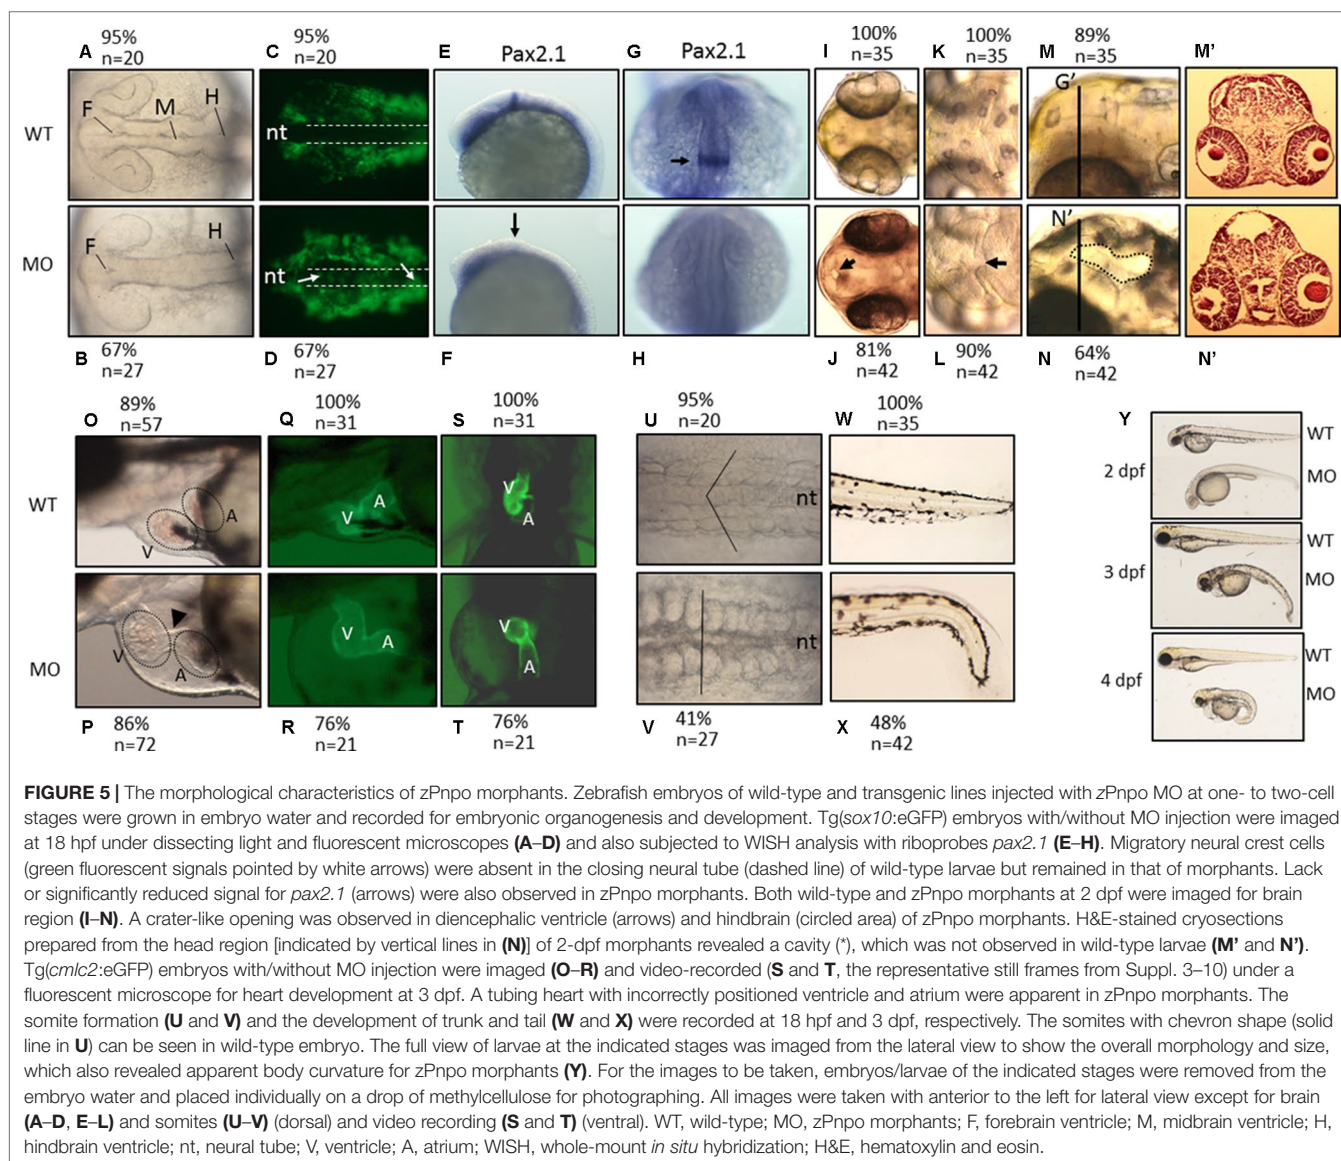 95% 95% 100% 100% 89%
A n=20 C n=20 E Pax2.1 G Pax2.1 I n=35 K n=35 M n=35 M’
G’
F M H
WT nt
N’
F H
MO nt
B 67% D 67% F H J 81% L 90% N 64% N’
n=27 n=27 n=42 n=42 n=42
89% 100% 100% 95% 100%
O n=57 Q n=31 S n=31 U n=20 W n=35 Y
WT
2 dpf
MO
WT V A V A V A nt
WT
3 dpf MO
MO V A V A V A nt
WT
4 dpf
MO
P 86% R 76% T 76% V 41% X 48%
n=72 n=21 n=21 n=27 n=42
FIGURE 5 | The morphological characteristics of zPnpo morphants. Zebrafish embryos of wild-type and transgenic lines injected with zPnpo MO at one- to two-cell
stages were grown in embryo water and recorded for embryonic organogenesis and development. Tg(sox10:eGFP) embryos with/without MO injection were imaged
at 18 hpf under dissecting light and fluorescent microscopes (A–D) and also subjected to WISH analysis with riboprobes pax2.1 (E–H). Migratory neural crest cells
(green fluorescent signals pointed by white arrows) were absent in the closing neural tube (dashed line) of wild-type larvae but remained in that of morphants. Lack
or significantly reduced signal for pax2.1 (arrows) were also observed in zPnpo morphants. Both wild-type and zPnpo morphants at 2 dpf were imaged for brain
region (I–N). A crater-like opening was observed in diencephalic ventricle (arrows) and hindbrain (circled area) of zPnpo morphants. H&E-stained cryosections
prepared from the head region [indicated by vertical lines in (N)] of 2-dpf morphants revealed a cavity (*), which was not observed in wild-type larvae (M’ and N’).
Tg(cmlc2:eGFP) embryos with/without MO injection were imaged (O–R) and video-recorded (S and T, the representative still frames from Suppl. 3–10) under a
fluorescent microscope for heart development at 3 dpf. A tubing heart with incorrectly positioned ventricle and atrium were apparent in zPnpo morphants. The
somite formation (U and V) and the development of trunk and tail (W and X) were recorded at 18 hpf and 3 dpf, respectively. The somites with chevron shape (solid
line in U) can be seen in wild-type embryo. The full view of larvae at the indicated stages was imaged from the lateral view to show the overall morphology and size,
which also revealed apparent body curvature for zPnpo morphants (Y). For the images to be taken, embryos/larvae of the indicated stages were removed from the
embryo water and placed individually on a drop of methylcellulose for photographing. All images were taken with anterior to the left for lateral view except for brain
(A–D, E–L) and somites (U–V) (dorsal) and video recording (S and T) (ventral). WT, wild-type; MO, zPnpo morphants; F, forebrain ventricle; M, midbrain ventricle; H,
hindbrain ventricle; nt, neural tube; V, ventricle; A, atrium; WISH, whole-mount in situ hybridization; H&E, hematoxylin and eosin.